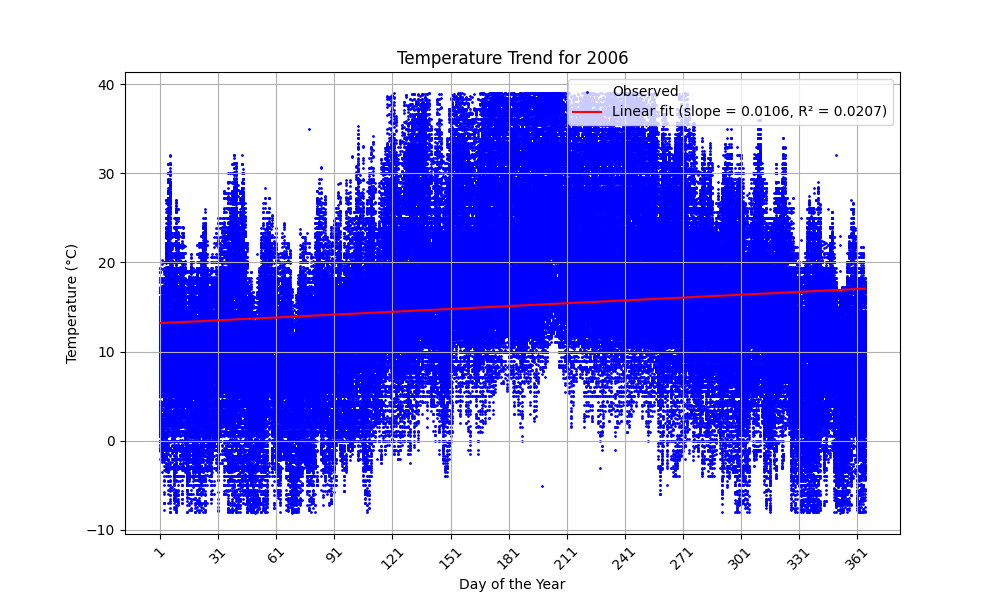 Temperature Trend for 2006
Observed
Linear fit (slope = 0.0106, R² = 0.0207)
Temperature (°C)
40
30
20
10
0
−10
1 31 61 91 121 151 181 211 241 271 301 331 361
Day of the Year